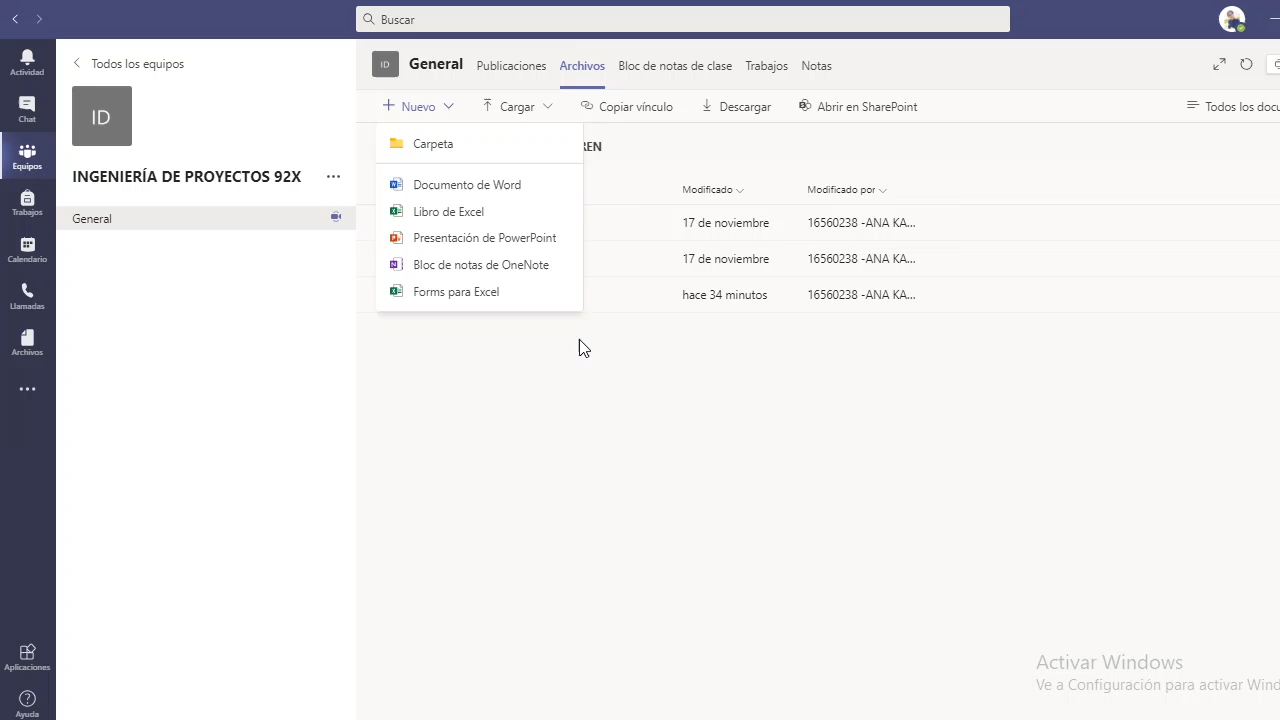 Buscar
Actividad
Chat
Equipos
Trabajos
Calendario
Llamadas
Archivos
Aplicaciones
Ayuda
Todos los equipos
ID
INGENIERÍA DE PROYECTOS 92X
General
ID General Publicaciones Archivos Bloc de notas de clase Trabajos Notas
Nuevo Cargar Copiar vínculo Descargar Abrir en SharePoint Todos los docu
Carpeta
Documento de Word
Libro de Excel
Presentación de PowerPoint
Bloc de notas de OneNote
Forms para Excel
REN
Modificado Modificado por
17 de noviembre 16560238 -ANA KA...
17 de noviembre 16560238 -ANA KA...
hace 34 minutos 16560238 -ANA KA...
Activar Windows
Ve a Configuración para activar Wind